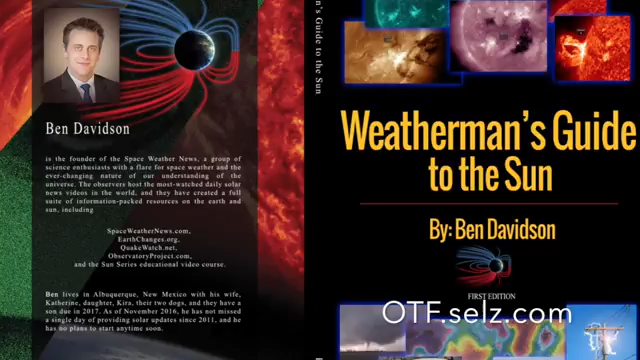 Ben Davidson
is the founder of the Space Weather News, a group of
science enthusiasts with a flare for space weather and the
ever-changing nature of our understanding of the
universe. The observers host the most-watched daily solar
news videos in the world, and they have created a full
suite of information-packed resources on the earth and
sun, including
SpaceWeatherNews.com,
EarthChanges.org,
QuakeWatch.net,
ObservatoryProject.com,
and the Sun Series educational video course.
Ben lives in Albuquerque, New Mexico with his wife,
Katherine, daughter, Kira, their two dogs, and they have a
son due in 2017. As of November 2016, he has not missed
a single day of providing solar updates since 2011, and he
has no plans to start anytime soon.
n's Guide to the Sun
Weatherman's Guide
to the Sun
By: Ben Davidson
FIRST EDITION
OTF.selz.com